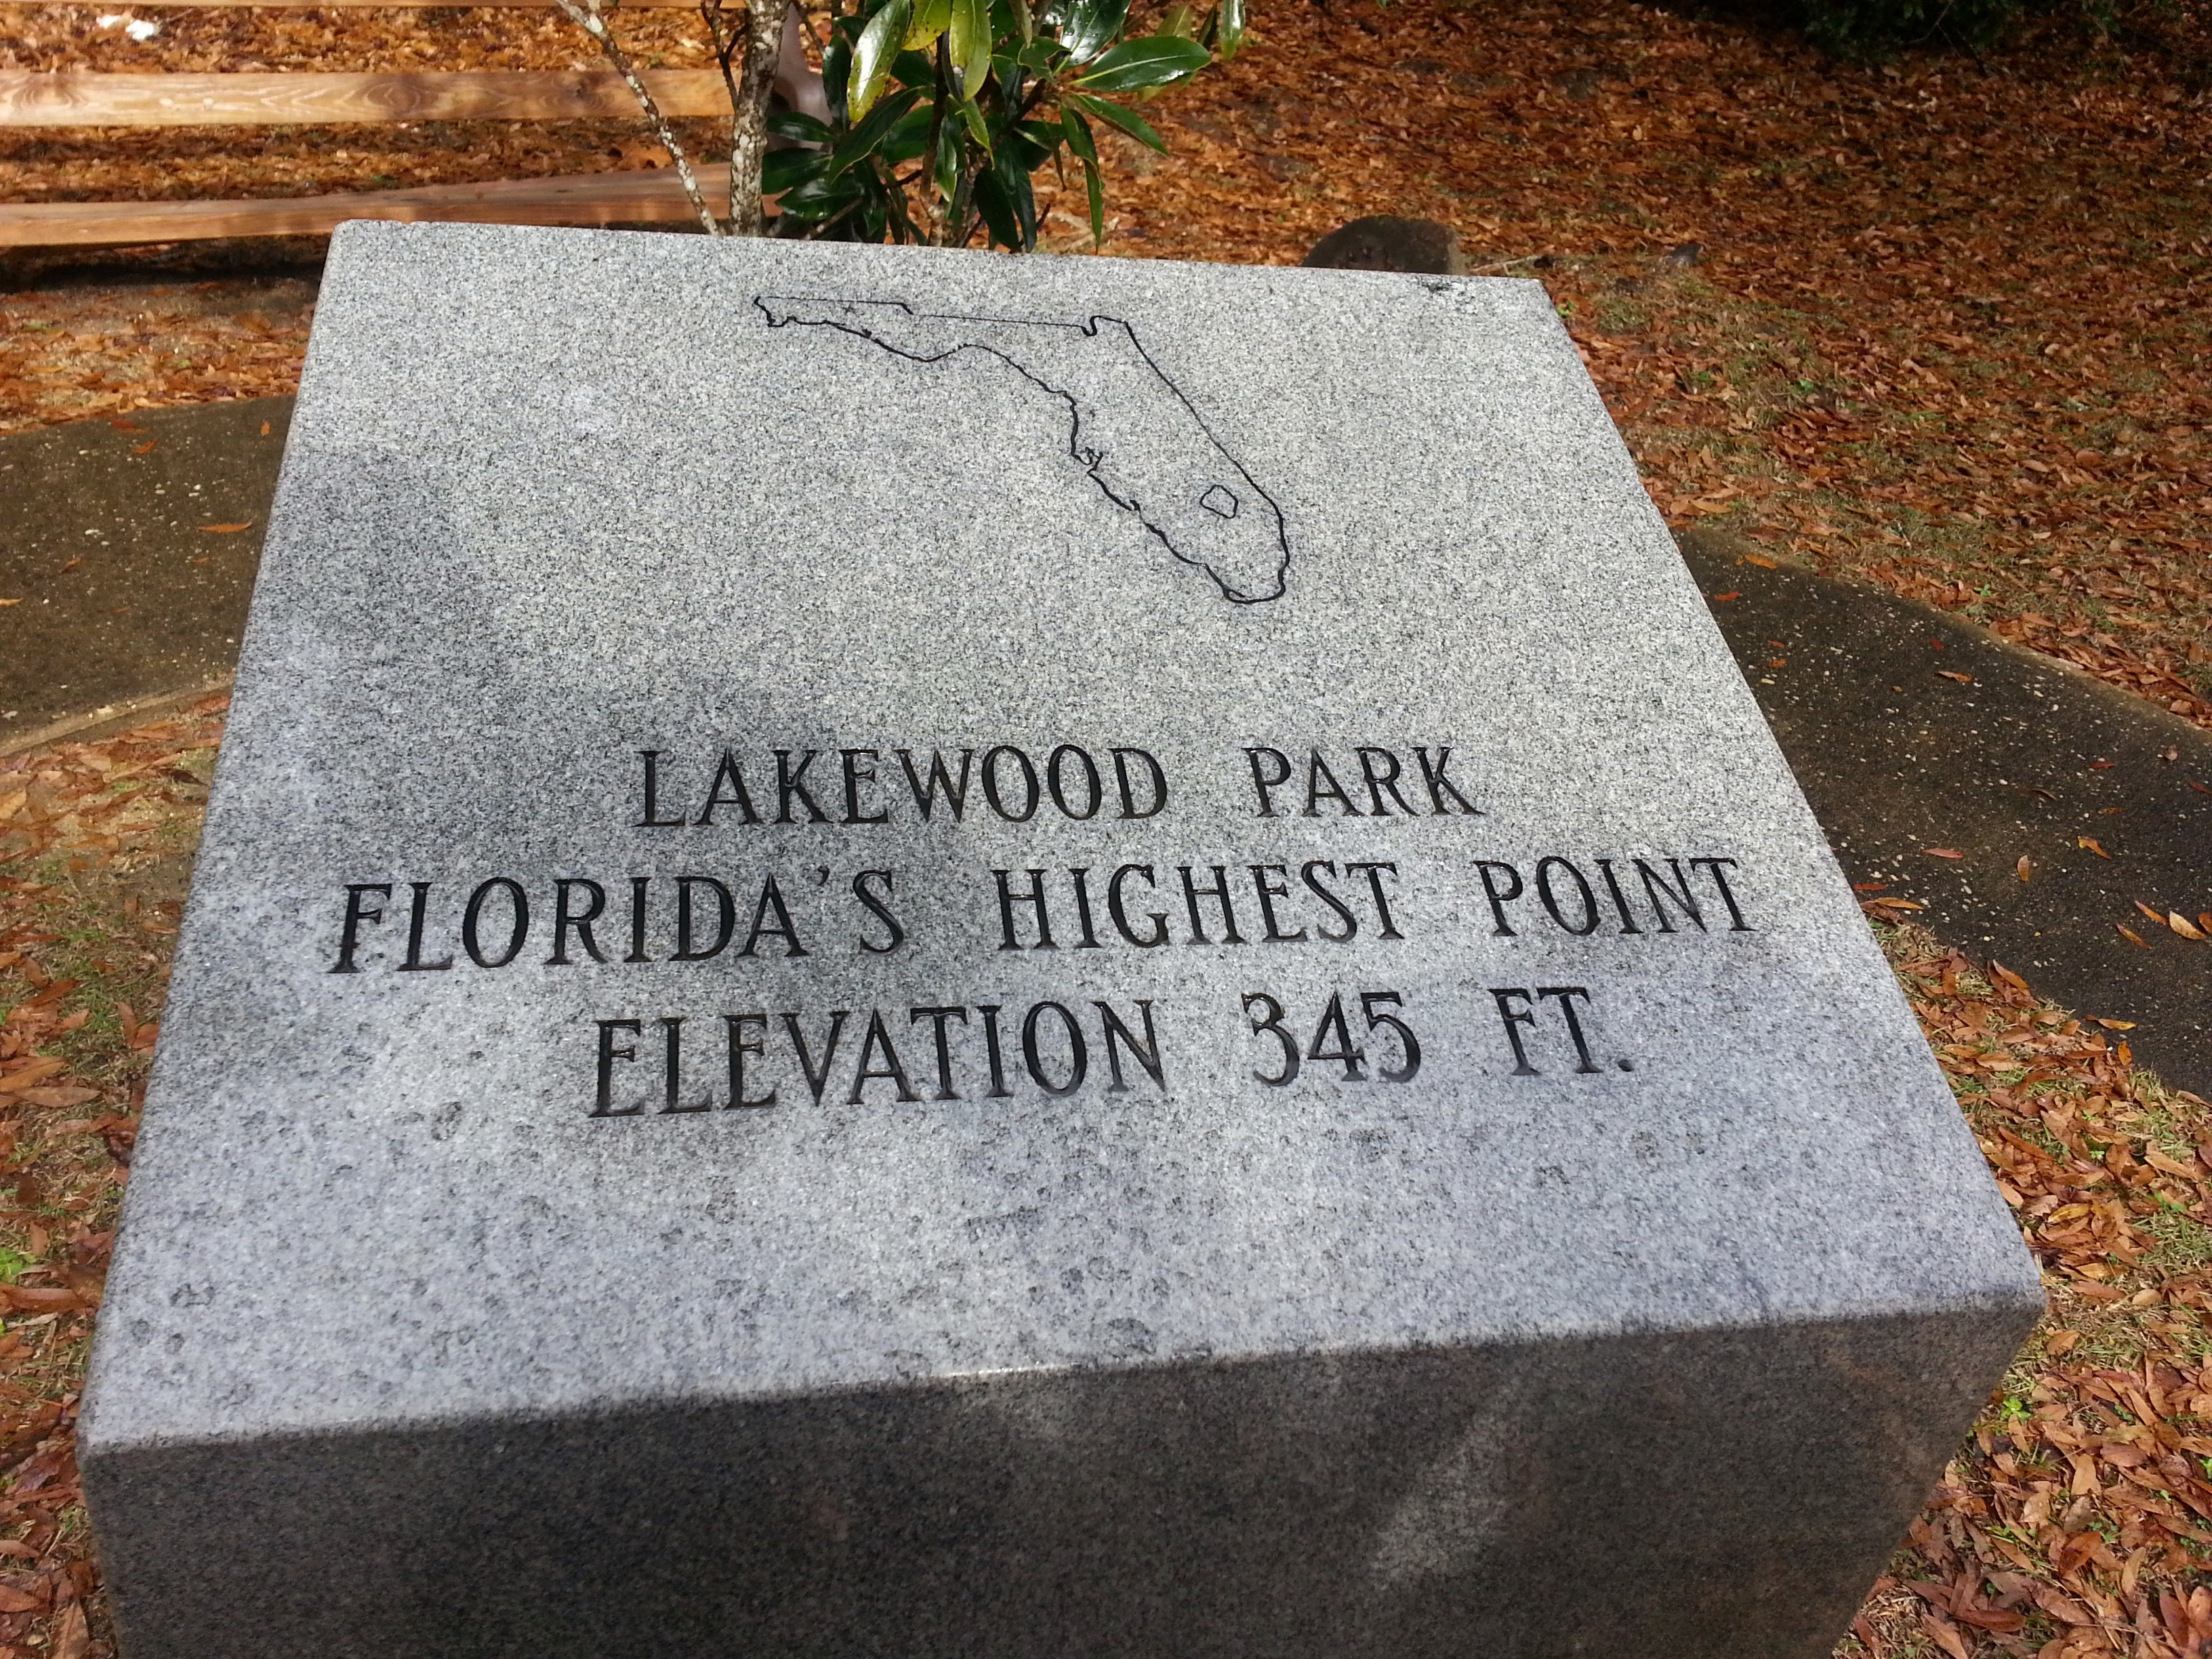 LAKEWOOD PARK
FLORIDA'S HIGHEST POINT
ELEVATION 345 FT.